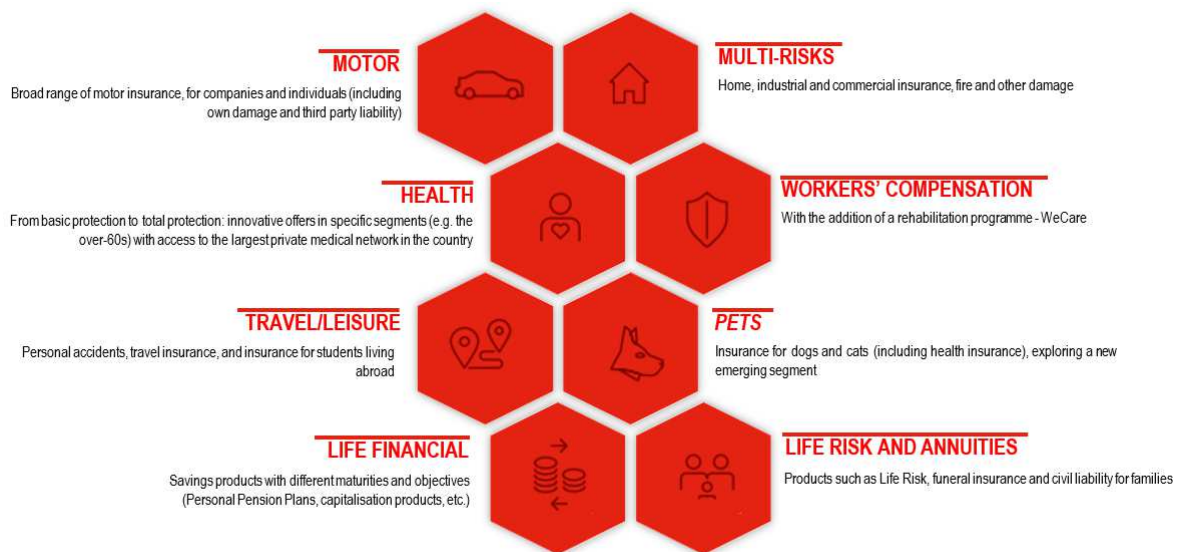 MOTOR
Broad range of motor insurance, for companies and individuals (including
own damage and third party liability)
MULTI-RISKS
Home, industrial and commercial insurance, fire and other damage
HEALTH
From basic protection to total protection: innovative offers in specific segments (e.g. the
over-60s) with access to the largest private medical network in the country
WORKERS’ COMPENSATION
With the addition of a rehabilitation programme - WeCare
TRAVEL/LEISURE
Personal accidents, travel insurance, and insurance for students living
abroad
PETS
Insurance for dogs and cats (including health insurance), exploring a new
emerging segment
LIFE FINANCIAL
Savings products with different maturities and objectives
(Personal Pension Plans, capitalisation products, etc.)
LIFE RISK AND ANNUITIES
Products such as Life Risk, funeral insurance and civil liability for families